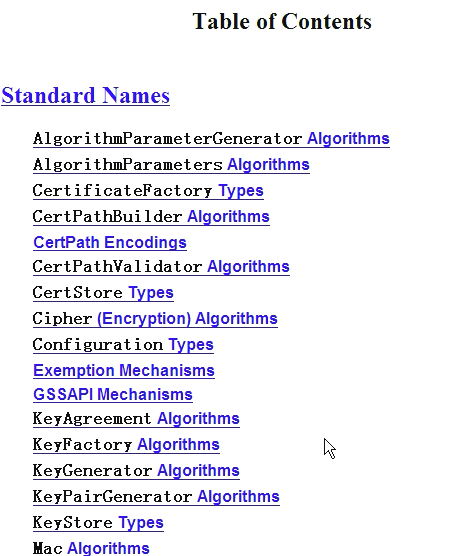 Table of Contents
Standard Names
AlgorithmParameterGenerator Algorithms
AlgorithmParameters Algorithms
CertificateFactory Types
CertPathBuilder Algorithms
CertPath Encodings
CertPathValidator Algorithms
CertStore Types
Cipher (Encryption) Algorithms
Configuration Types
Exemption Mechanisms
GSSAPI Mechanisms
KeyAgreement Algorithms
KeyFactory Algorithms
KeyGenerator Algorithms
KeyPairGenerator Algorithms
KeyStore Types
Mac Algorithms